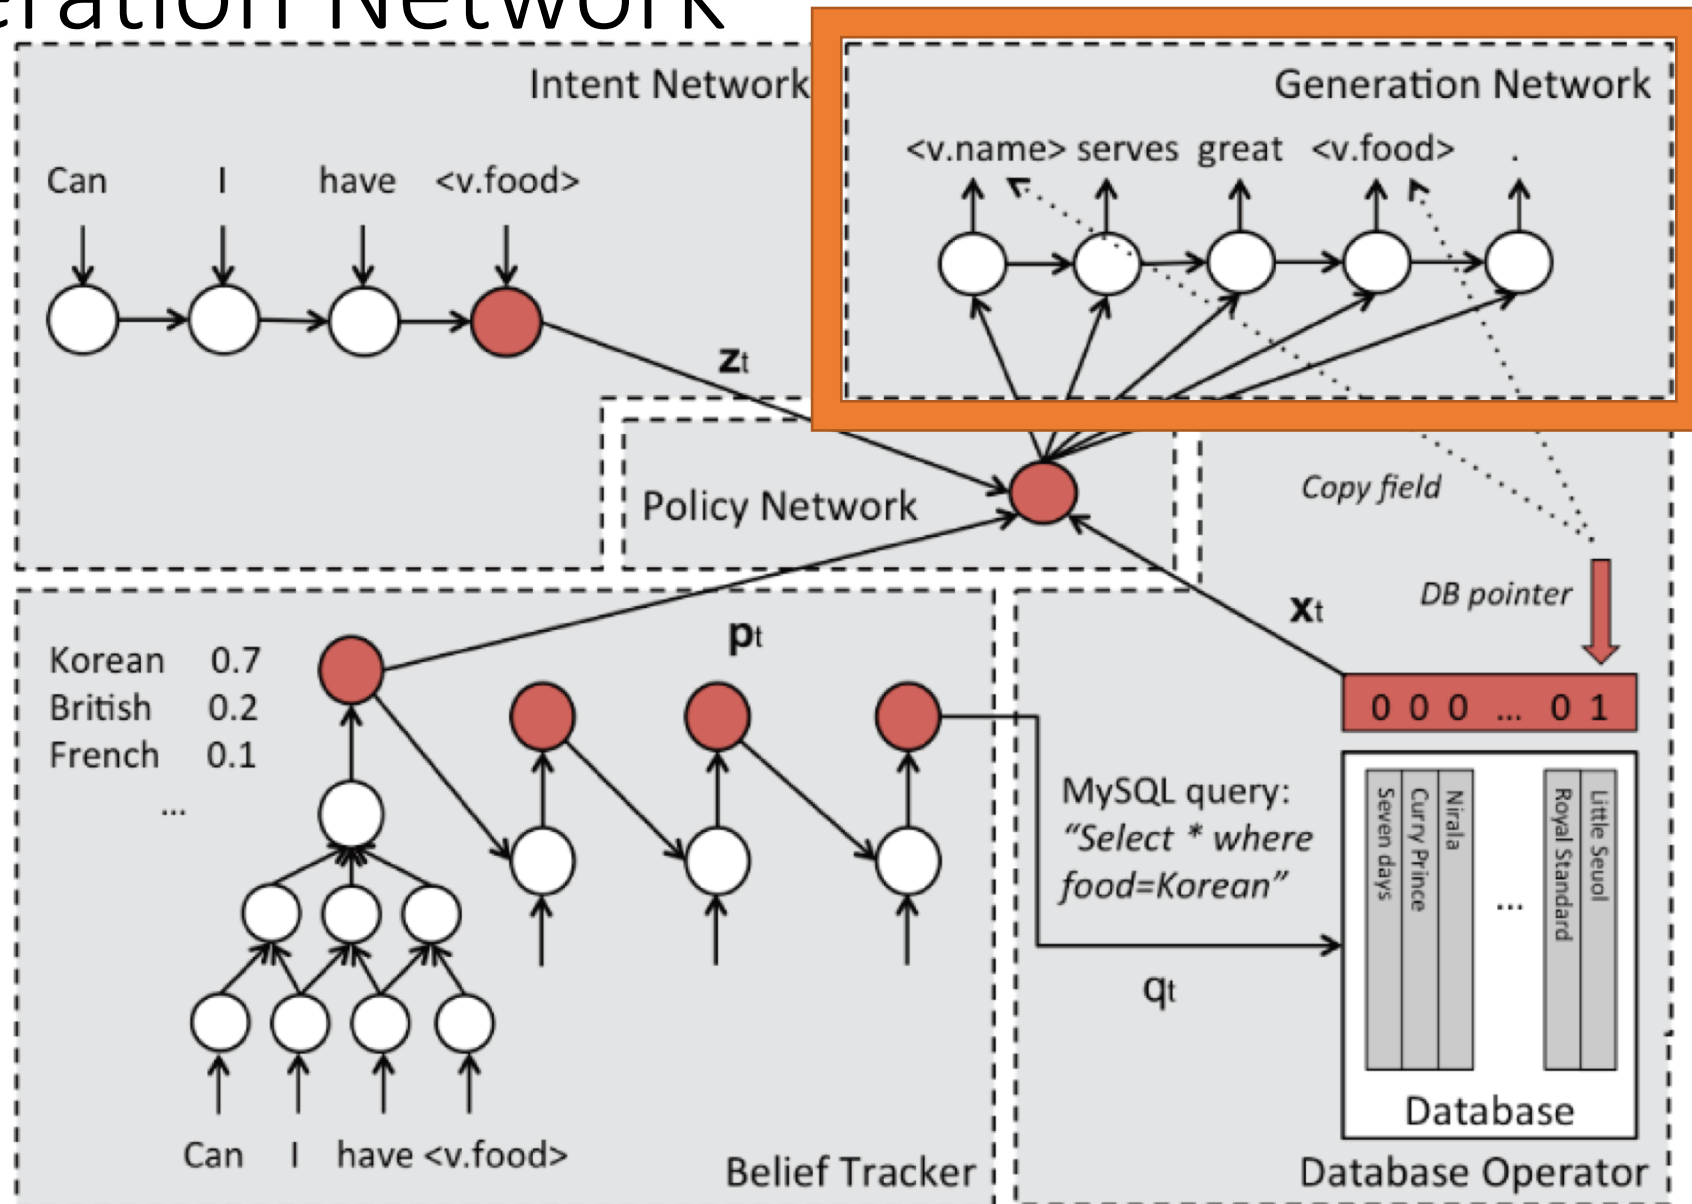 eration Network
Intent Network
Can I have <v.food>
zt
Generation Network
<v.name> serves great <v.food> .
Policy Network
Copy field
DB pointer
xt
0 0 0 ... 0 1
Korean 0.7
British 0.2
French 0.1
...
pt
Can I have <v.food>
Belief Tracker
MySQL query:
“Select * where
food=Korean”
qt
Seven days
Curry Prince
Nirala
...
Royal Standard
Little Seuol
Database
Database Operator